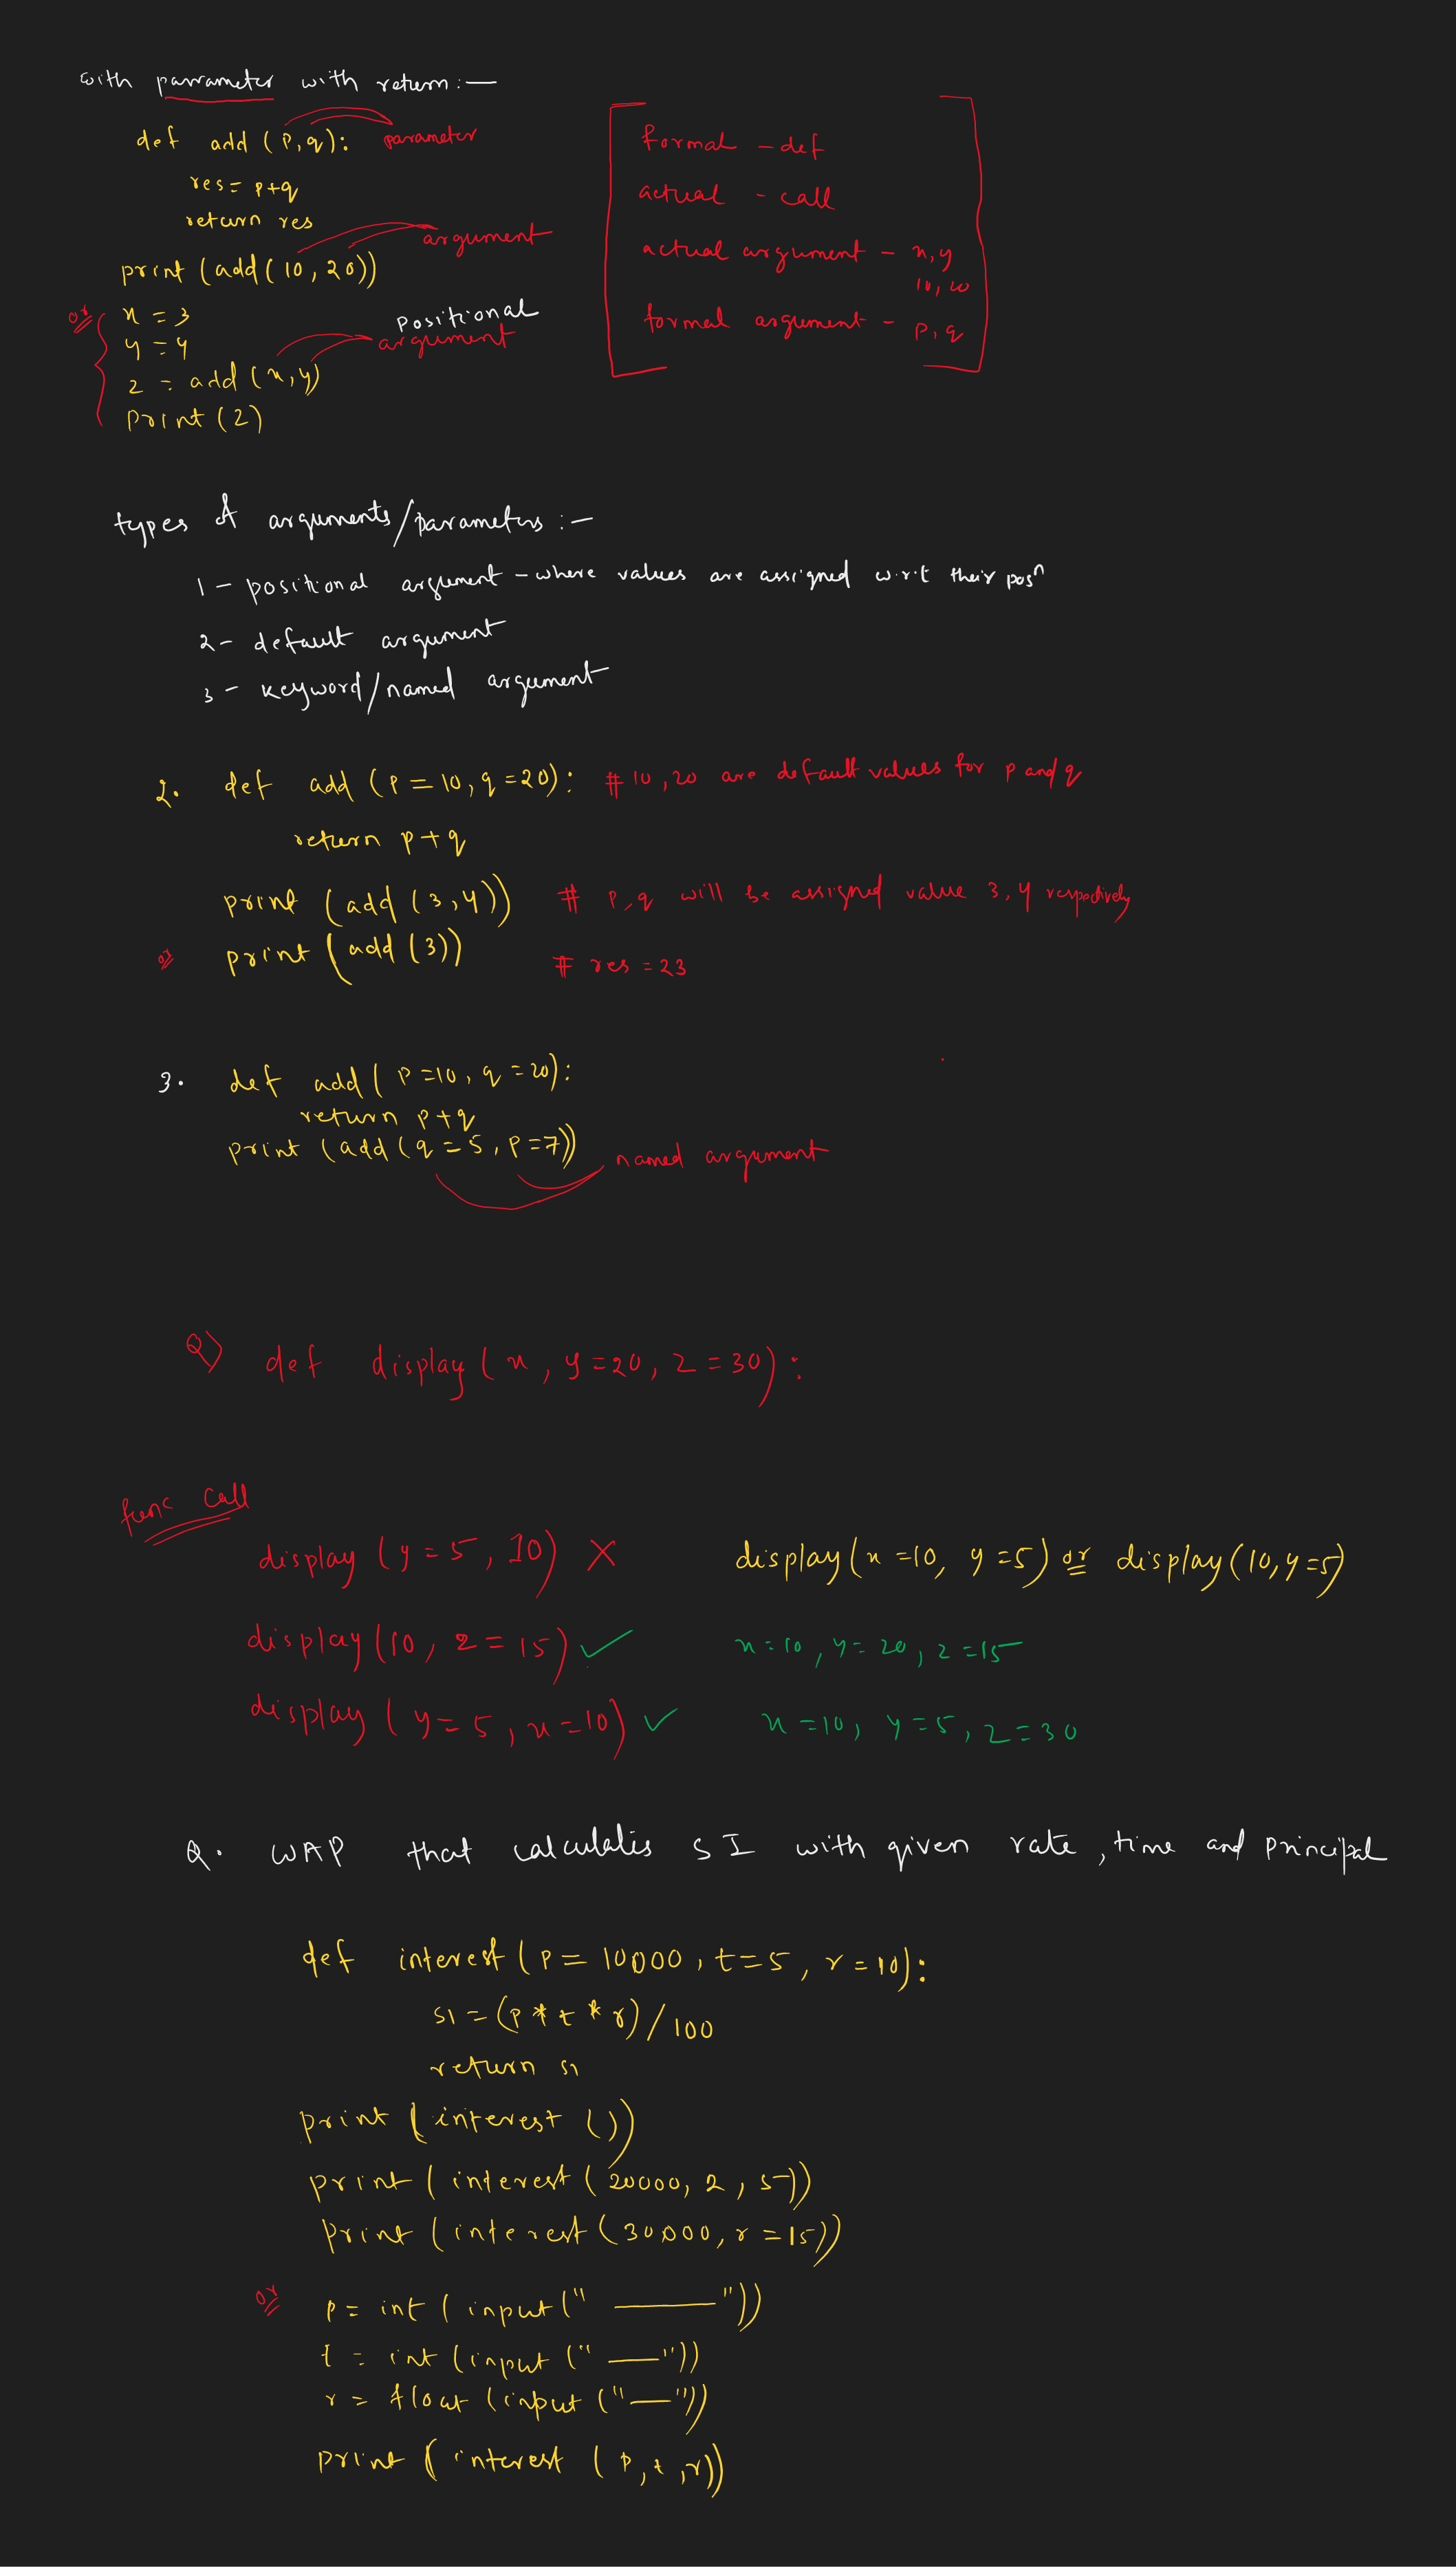 with parrameter with return:—
def add (p,q): parameter
res= p+q
return res
argument
print (add( 10, 20))
or
x = 3
y = 4
positional
argument
z = add (x,y)
print (z)
formal - def
actual - call
actual argument - x,y
10, 20
formal argument - p,q
types of arguments/parameters :-
1 - positional argument - where values are assigned w.r.t their posn
2 - default argument
3 - keyword/named argument
2. def add (p = 10, q = 20): # 10, 20 are default values for p and q
return p + q
print (add (3,4)) # p,q will be assigned value 3, 4 respectively
or print (add (3)) # res = 23
3. def add ( p =10, q = 20):
return p+q
print (add (q = 5, p =7))
named argument
Q) def display ( x, y =20, z = 30):
func call
display (y = 5, 10) X display (x =10, y =5) or display (10, y =5)
display (10, z = 15) ✓ x = 10, y = 20, z =15
display ( y= 5, x =10) ✓ x =10, y =5, z = 30
Q. WAP that calculates SI with given rate, time and principal
def interest ( p = 10000, t=5, r =10):
si = (p * t * r) / 100
return si
print (interest ())
print ( interest ( 20000, 2, 5))
print ( interest ( 30000, r = 15))
or p = int ( input (" ——— "))
t = int (input (" — "))
r = float (input ("—"))
print ( interest ( p, t, r))